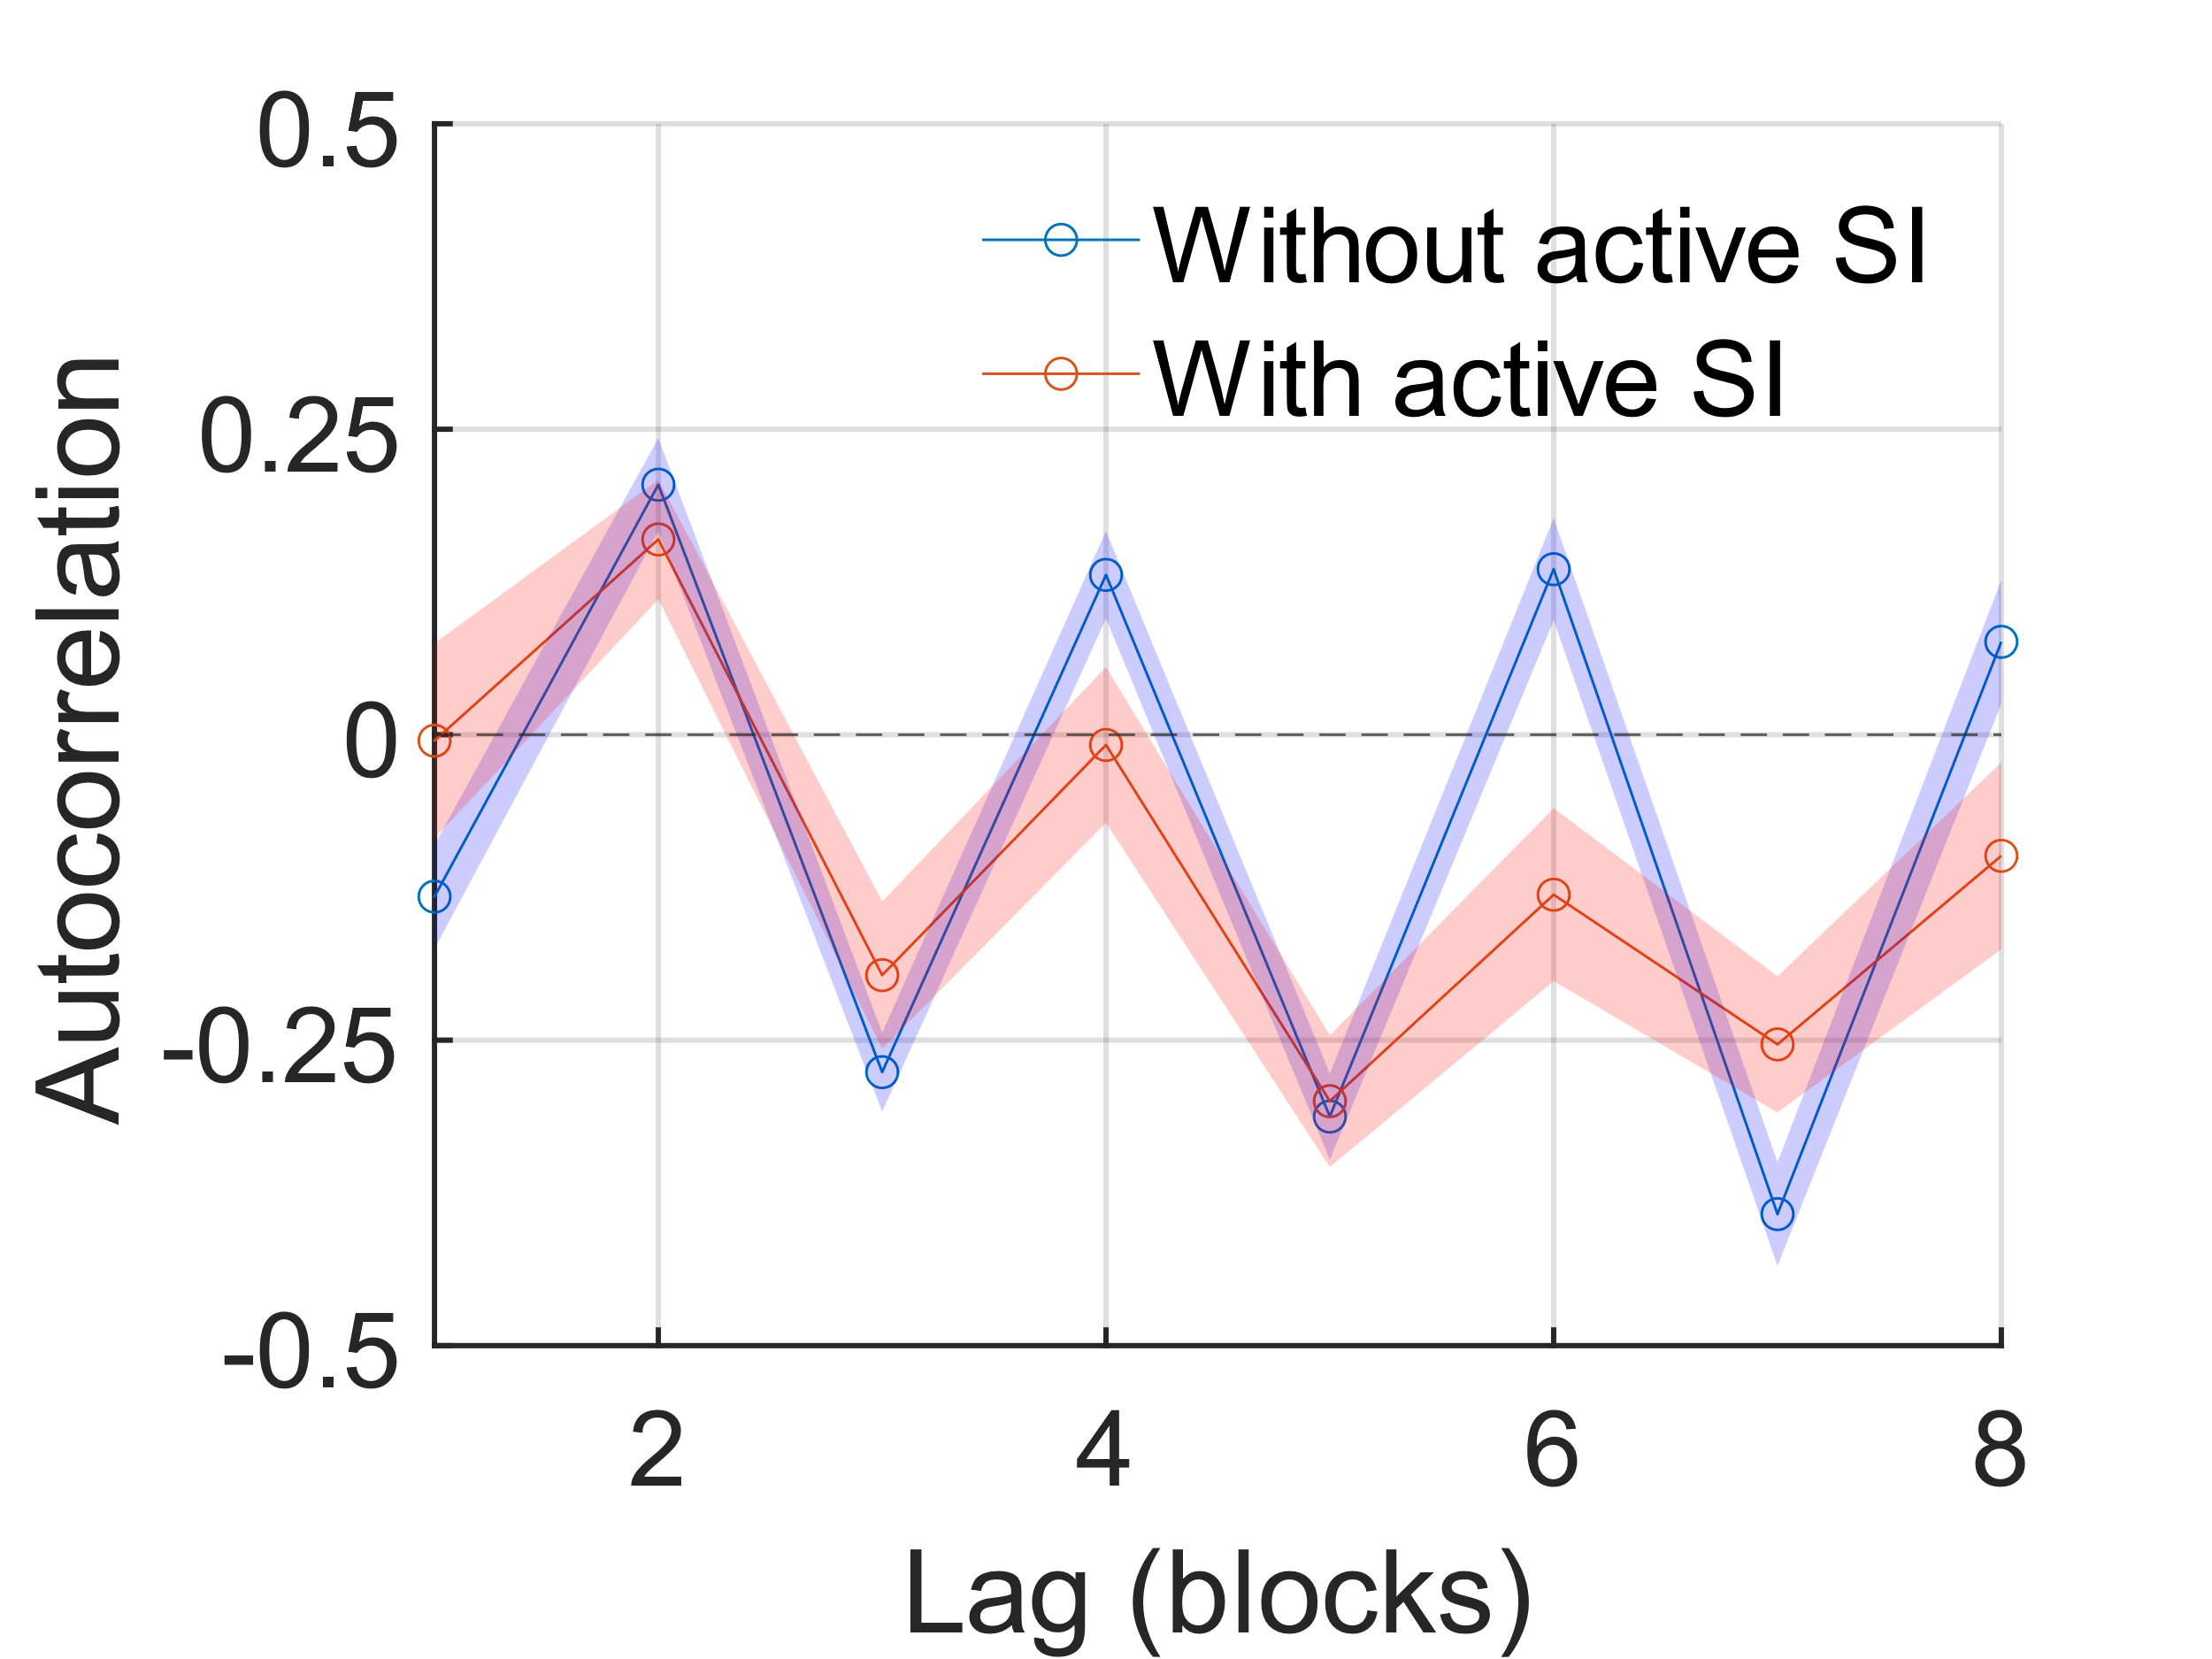 0.5
0.25
0
-0.25
-0.5
Autocorrelation
Without active SI
With active SI
2 4 6 8
Lag (blocks)